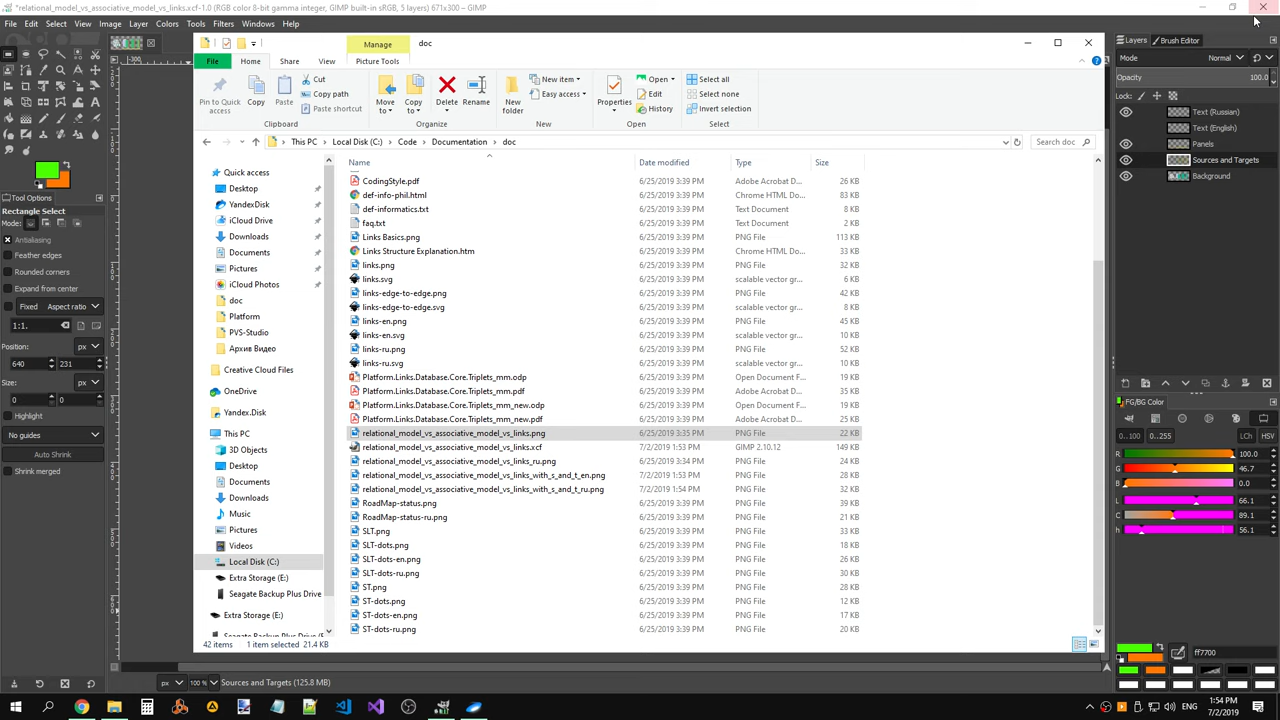 *relational_model_vs_associative_model_vs_links.xcf-1.0 (RGB color 8-bit gamma integer, GIMP built-in sRGB, 5 layers) 671x300 – GIMP
File Edit Select View Image Layer Colors Tools Filters Windows Help
Manage doc
File Home Share View Picture Tools
Pin to Quick access
Copy
Paste
Cut
Copy path
Paste shortcut
Clipboard
Move to
Copy to
Delete
Rename
Organize
New folder
New item
Easy access
New
Properties
Open
Edit
History
Open
Select all
Select none
Invert selection
Select
This PC Local Disk (C:) Code Documentation doc
Search doc
Name Date modified Type Size
CodingStyle.pdf 6/25/2019 3:39 PM Adobe Acrobat D... 26 KB
def-info-phil.html 6/25/2019 3:39 PM Chrome HTML Do... 83 KB
def-informatics.txt 6/25/2019 3:39 PM Text Document 8 KB
faq.txt 6/25/2019 3:39 PM Text Document 2 KB
Links Basics.png 6/25/2019 3:39 PM PNG File 113 KB
Links Structure Explanation.htm 6/25/2019 3:39 PM Chrome HTML Do... 33 KB
links.png 6/25/2019 3:39 PM PNG File 32 KB
links.svg 6/25/2019 3:39 PM scalable vector gr... 6 KB
links-edge-to-edge.png 6/25/2019 3:39 PM PNG File 42 KB
links-edge-to-edge.svg 6/25/2019 3:39 PM scalable vector gr... 8 KB
links-en.png 6/25/2019 3:39 PM PNG File 45 KB
links-en.svg 6/25/2019 3:39 PM scalable vector gr... 9 KB
links-ru.png 6/25/2019 3:39 PM PNG File 52 KB
links-ru.svg 6/25/2019 3:39 PM scalable vector gr... 9 KB
Platform.Links.Database.Core.Triplets_mm.odp 6/25/2019 3:39 PM Open Document F... 19 KB
Platform.Links.Database.Core.Triplets_mm.pdf 6/25/2019 3:39 PM Adobe Acrobat D... 35 KB
Platform.Links.Database.Core.Triplets_mm_new.odp 6/25/2019 3:39 PM Open Document F... 19 KB
Platform.Links.Database.Core.Triplets_mm_new.pdf 6/25/2019 3:39 PM Adobe Acrobat D... 25 KB
relational_model_vs_associative_model_vs_links.png 6/25/2019 3:35 PM PNG File 22 KB
relational_model_vs_associative_model_vs_links.xcf 7/2/2019 1:53 PM GIMP 2.10.12 149 KB
relational_model_vs_associative_model_vs_links_ru.png 6/25/2019 3:34 PM PNG File 26 KB
relational_model_vs_associative_model_vs_links_with_s_and_t_en.png 7/2/2019 1:53 PM PNG File 28 KB
relational_model_vs_associative_model_vs_links_with_s_and_t_ru.png 7/2/2019 1:54 PM PNG File 32 KB
RoadMap-status.png 6/25/2019 3:39 PM PNG File 22 KB
RoadMap-status-ru.png 6/25/2019 3:39 PM PNG File 21 KB
SLT.png 6/25/2019 3:39 PM PNG File 43 KB
SLT-dots.png 6/25/2019 3:39 PM PNG File 18 KB
SLT-dots-en.png 6/25/2019 3:39 PM PNG File 26 KB
SLT-dots-ru.png 6/25/2019 3:39 PM PNG File 30 KB
ST.png 6/25/2019 3:39 PM PNG File 28 KB
ST-dots.png 6/25/2019 3:39 PM PNG File 12 KB
ST-dots-en.png 6/25/2019 3:39 PM PNG File 18 KB
ST-dots-ru.png 6/25/2019 3:39 PM PNG File 20 KB
Quick access
Desktop
YandexDisk
iCloud Drive
Downloads
Documents
Pictures
iCloud Photos
doc
Platform
PVS-Studio
Архив Видео
Creative Cloud Files
OneDrive
Yandex.Disk
This PC
3D Objects
Desktop
Documents
Downloads
Music
Pictures
Videos
Local Disk (C:)
Extra Storage (E:)
Seagate Backup Plus Drive
Extra Storage (E:)
42 items 1 item selected 21.4 KB
Tool Options
Rectangle Select
Mode:
Antialiasing
Feather edges
Rounded corners
Expand from center
Fixed Aspect ratio
1:1.
Position: px
640 231
Size: px
0 0
Highlight
No guides
Auto Shrink
Shrink merged
px 100 % Sources and Targets (125.8 MB)
Layers Brush Editor
Mode Normal
Opacity 100.0
Lock:
Text (Russian)
Text (English)
Panels
Sources and Targets
Background
FG/BG Color
0..100 0..255 LCH HSV
R 100.0
G 46.7
B 0.0
L 66.1
C 89.1
h 56.1
ff7700
ENG 1:54 PM
7/2/2019